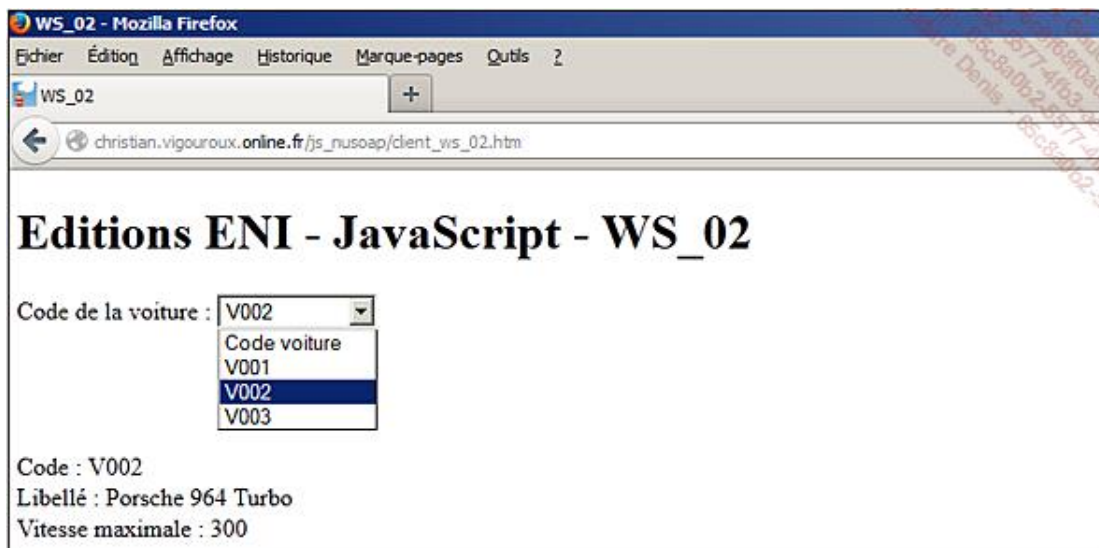 WS_02 - Mozilla Firefox
Fichier Édition Affichage Historique Marque-pages Outils ?
WS_02 +
christian.vigouroux.online.fr/js_nusoap/client_ws_02.htm
Editions ENI - JavaScript - WS_02
Code de la voiture : V002
Code voiture
V001
V002
V003
Code : V002
Libellé : Porsche 964 Turbo
Vitesse maximale : 300